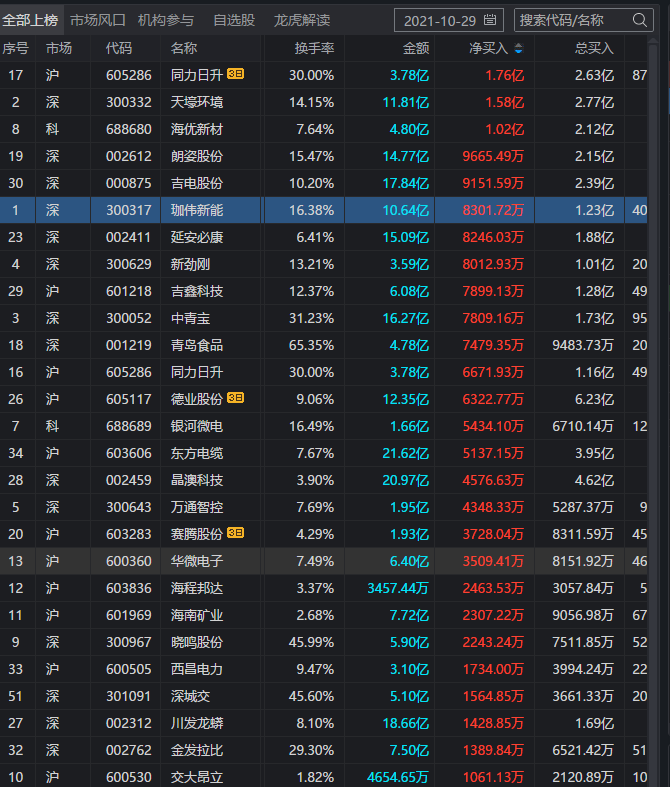 全部上榜 市场风口 机构参与 自选股 龙虎解读 2021-10-29 搜索代码/名称
序号 市场 代码 名称 换手率 金额 净买入 总买入
17 沪 605286 同力日升 3日 30.00% 3.78亿 1.76亿 2.63亿 87
2 深 300332 天壕环境 14.15% 11.81亿 1.58亿 2.77亿
8 科 688680 海优新材 7.64% 4.80亿 1.02亿 2.12亿
19 深 002612 朗姿股份 15.47% 14.77亿 9665.49万 2.15亿
30 深 000875 吉电股份 10.20% 17.84亿 9151.59万 2.39亿
1 深 300317 珈伟新能 16.38% 10.64亿 8301.72万 1.23亿 40
23 深 002411 延安必康 6.41% 15.09亿 8246.03万 1.88亿
4 深 300629 新劲刚 13.21% 3.59亿 8012.93万 1.01亿 20
29 沪 601218 吉鑫科技 12.37% 6.08亿 7899.13万 1.28亿 49
3 深 300052 中青宝 31.23% 16.27亿 7809.16万 1.73亿 95
18 深 001219 青岛食品 65.35% 4.78亿 7479.35万 9483.73万 20
16 沪 605286 同力日升 30.00% 3.78亿 6671.93万 1.16亿 49
26 沪 605117 德业股份 3日 9.06% 12.35亿 6322.77万 6.23亿
7 科 688689 银河微电 16.49% 1.66亿 5434.10万 6710.14万 12
34 沪 603606 东方电缆 7.67% 21.62亿 5137.15万 3.95亿
28 深 002459 晶澳科技 3.90% 20.97亿 4576.63万 4.62亿
5 深 300643 万通智控 7.69% 1.95亿 4348.33万 5287.37万 9
20 沪 603283 赛腾股份 3日 4.29% 1.93亿 3728.04万 8311.59万 45
13 沪 600360 华微电子 7.49% 6.40亿 3509.41万 8151.92万 46
12 沪 603836 海程邦达 3.37% 3457.44万 2463.53万 3057.84万 5
11 沪 601969 海南矿业 2.68% 7.72亿 2307.22万 9056.98万 67
9 深 300967 晓鸣股份 45.99% 5.90亿 2243.24万 7511.85万 52
33 沪 600505 西昌电力 9.47% 3.10亿 1734.00万 3994.24万 22
51 深 301091 深城交 45.60% 5.10亿 1564.85万 3661.33万 20
27 深 002312 川发龙蟒 8.10% 18.66亿 1428.85万 1.69亿
32 深 002762 金发拉比 29.30% 7.50亿 1389.84万 6521.42万 51
10 沪 600530 交大昂立 1.82% 4654.65万 1061.13万 2120.89万 10